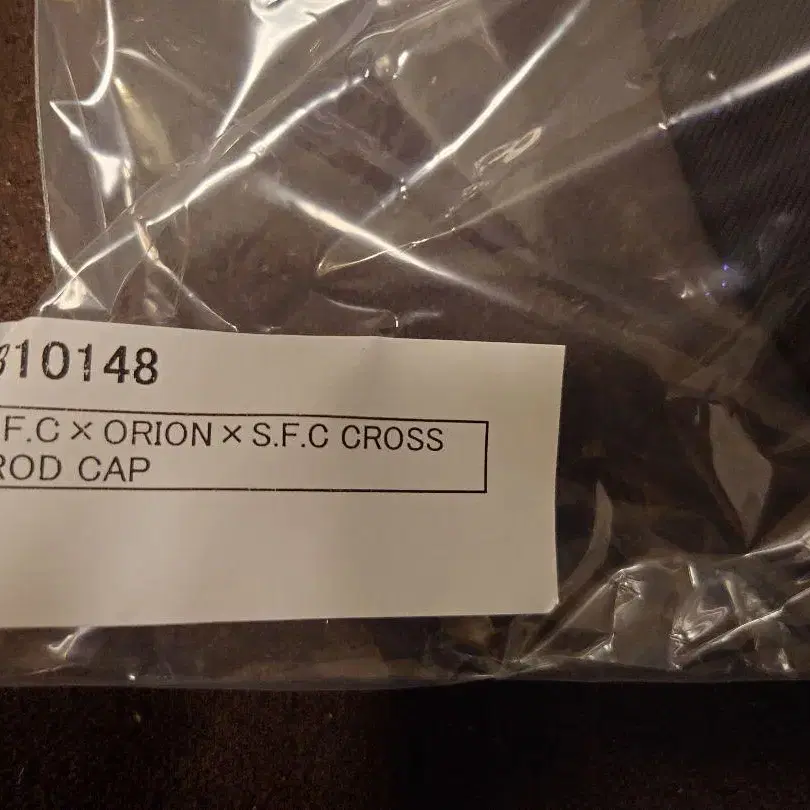 310148
F.C × ORION × S.F.C CROSS
ROD CAP